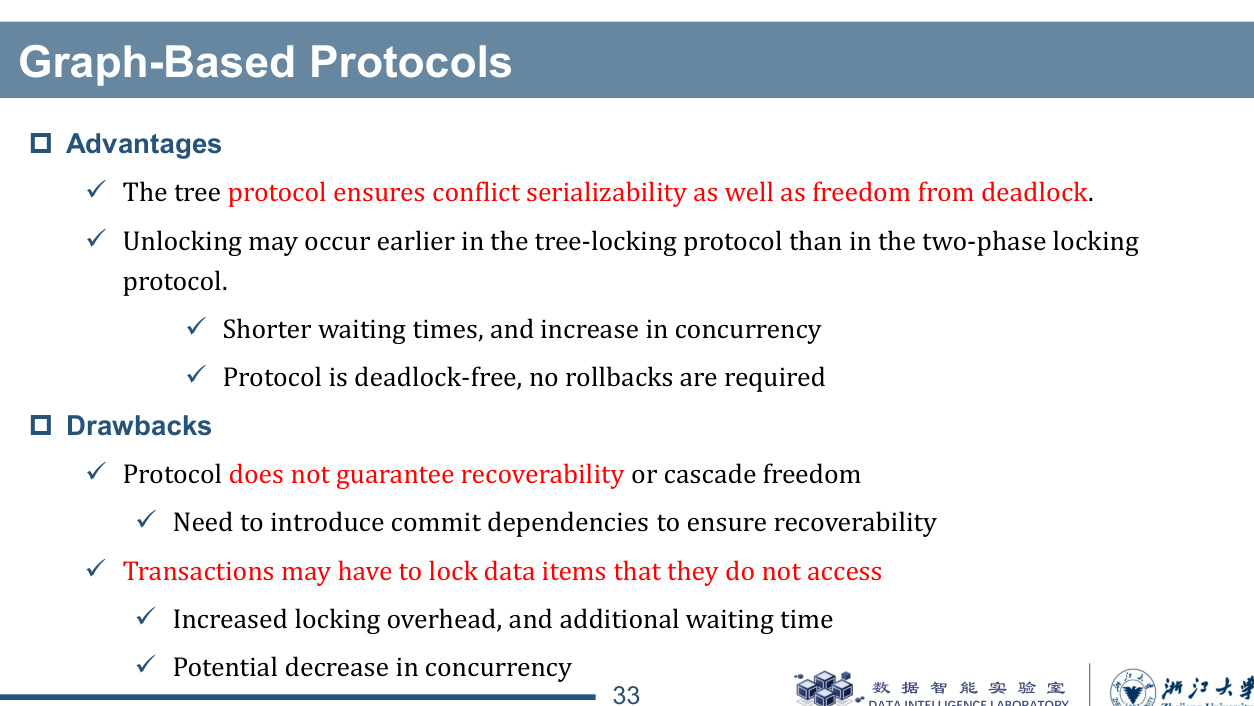 Graph-Based Protocols
Advantages
The tree protocol ensures conflict serializability as well as freedom from deadlock.
Unlocking may occur earlier in the tree-locking protocol than in the two-phase locking
protocol.
Shorter waiting times, and increase in concurrency
Protocol is deadlock-free, no rollbacks are required
Drawbacks
Protocol does not guarantee recoverability or cascade freedom
Need to introduce commit dependencies to ensure recoverability
Transactions may have to lock data items that they do not access
Increased locking overhead, and additional waiting time
Potential decrease in concurrency
33
数据智能实验室
DATA INTELLIGENCE LABORATORY
浙江大学